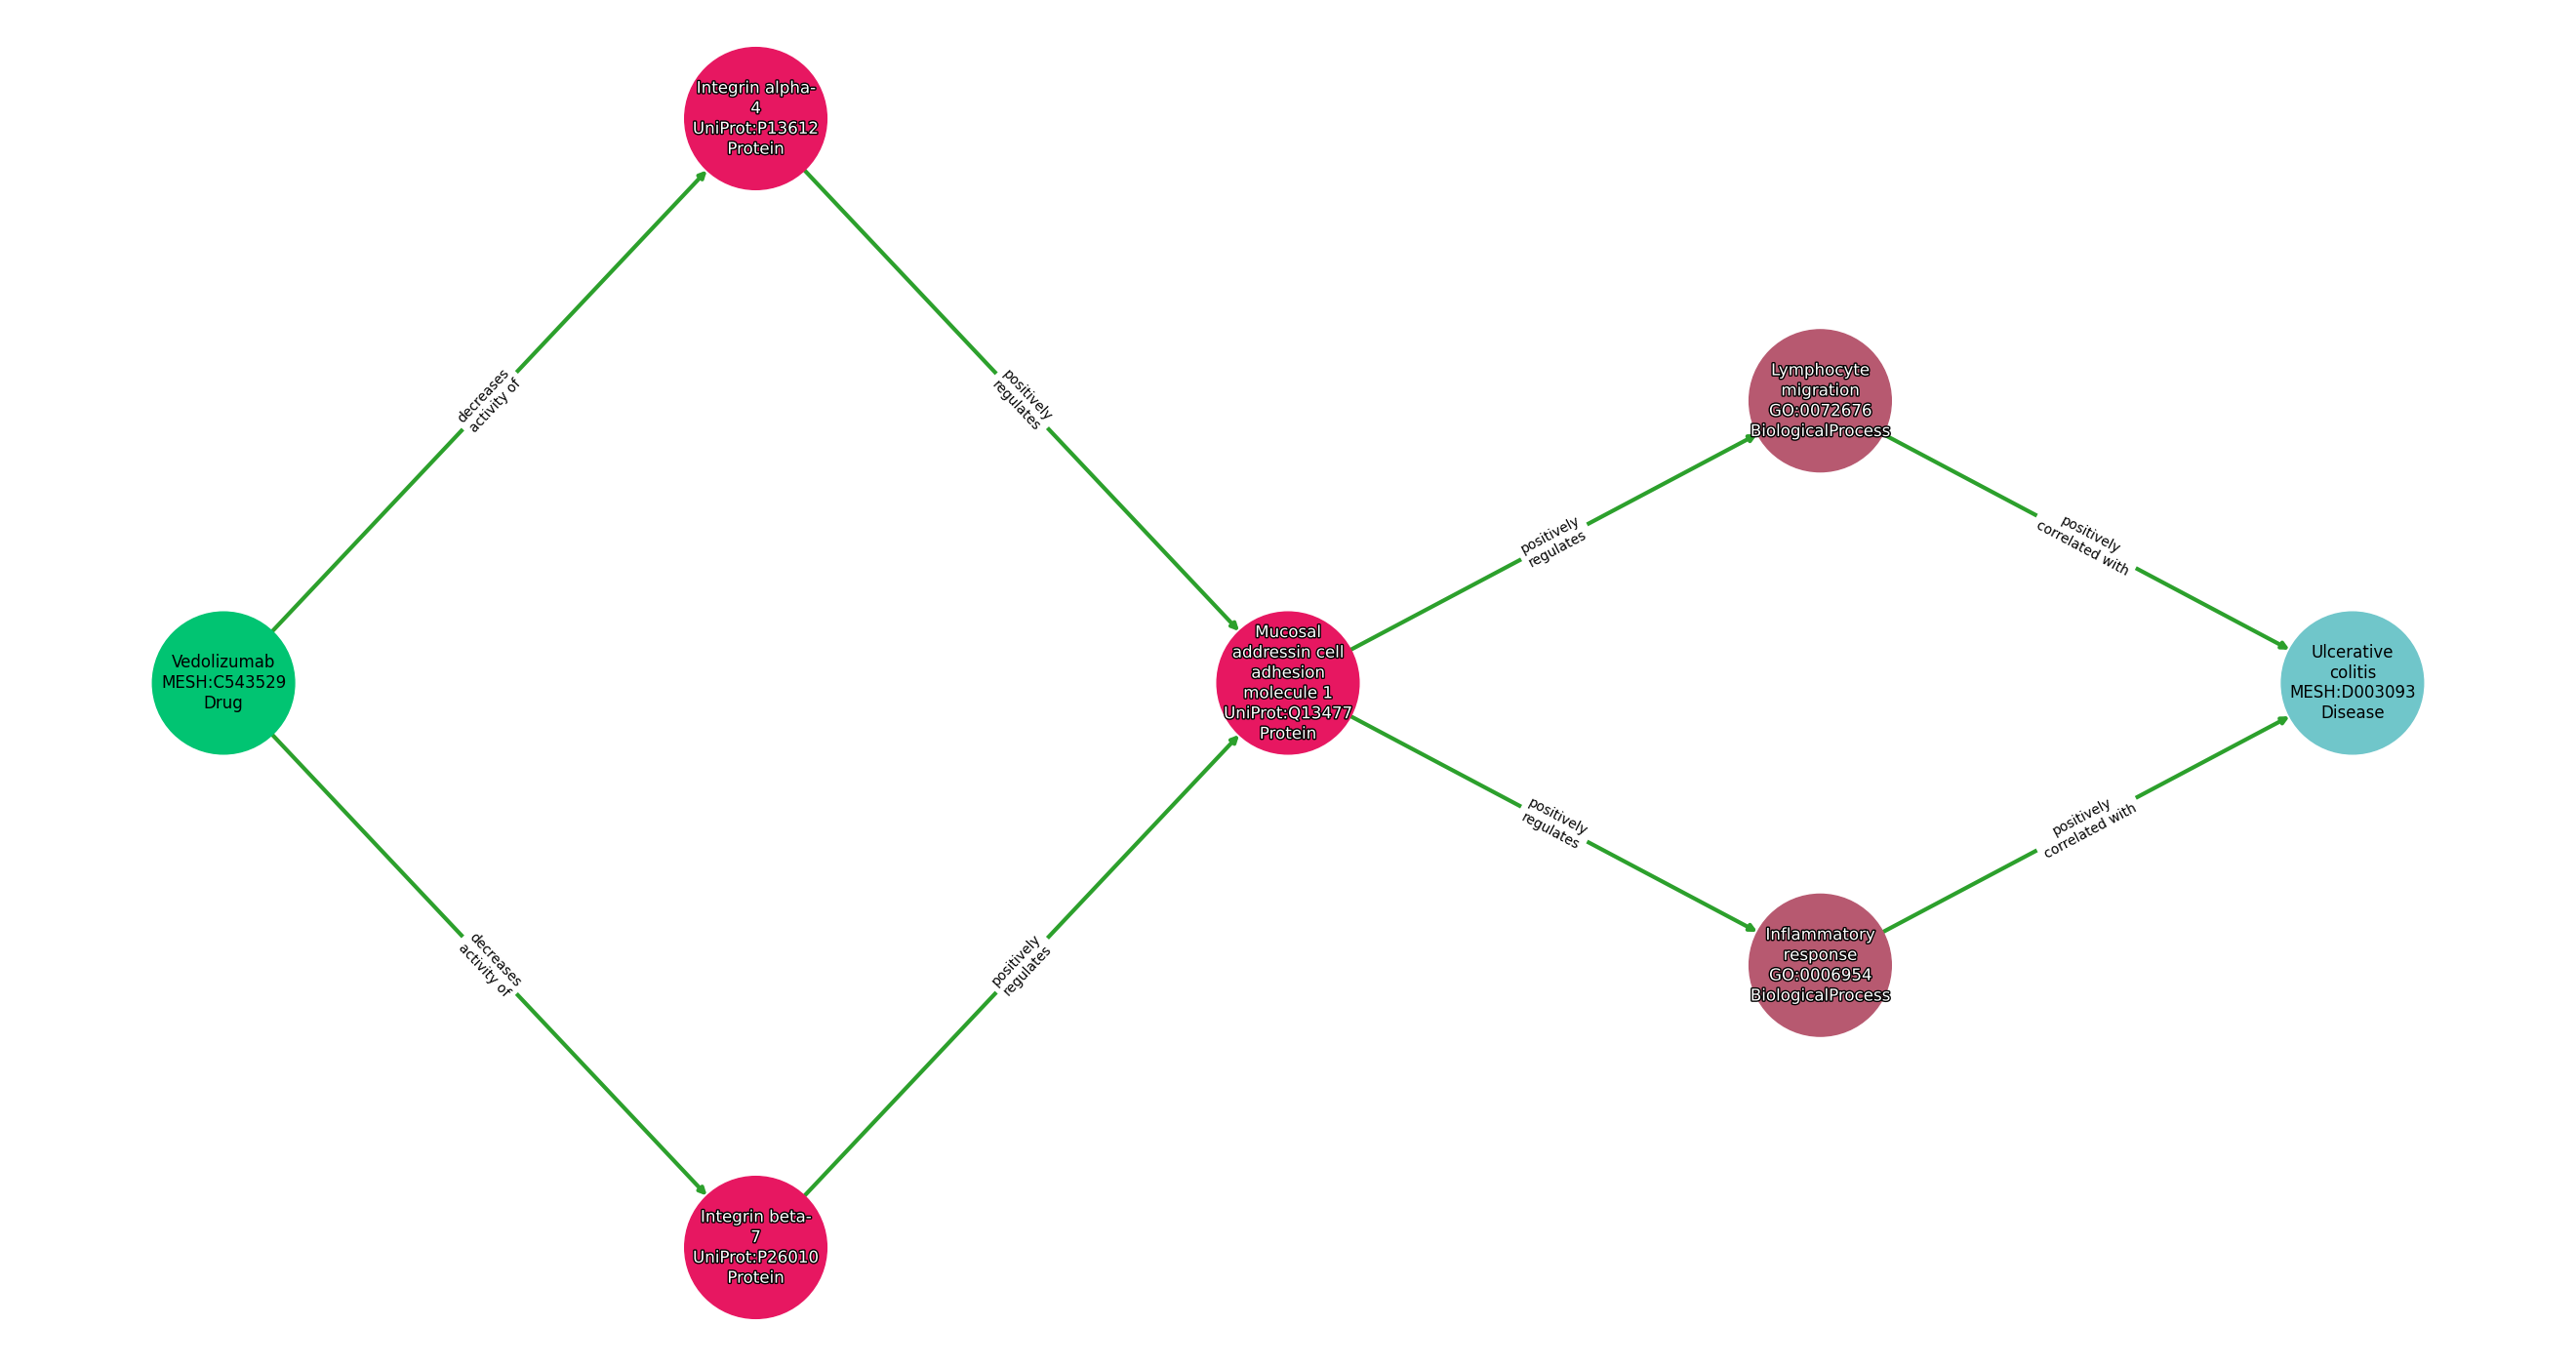 Integrin alpha-
4
UniProt:P13612
Protein
decreases
activity of
positively
regulates
Lymphocyte
migration
GO:0072676
BiologicalProcess
positively
regulates
positively
correlated with
Vedolizumab
MESH:C543529
Drug
Mucosal
addressin cell
adhesion
molecule 1
UniProt:Q13477
Protein
Ulcerative
colitis
MESH:D003093
Disease
positively
regulates
positively
correlated with
decreases
activity of
positively
regulates
Inflammatory
response
GO:0006954
BiologicalProcess
Integrin beta-
7
UniProt:P26010
Protein